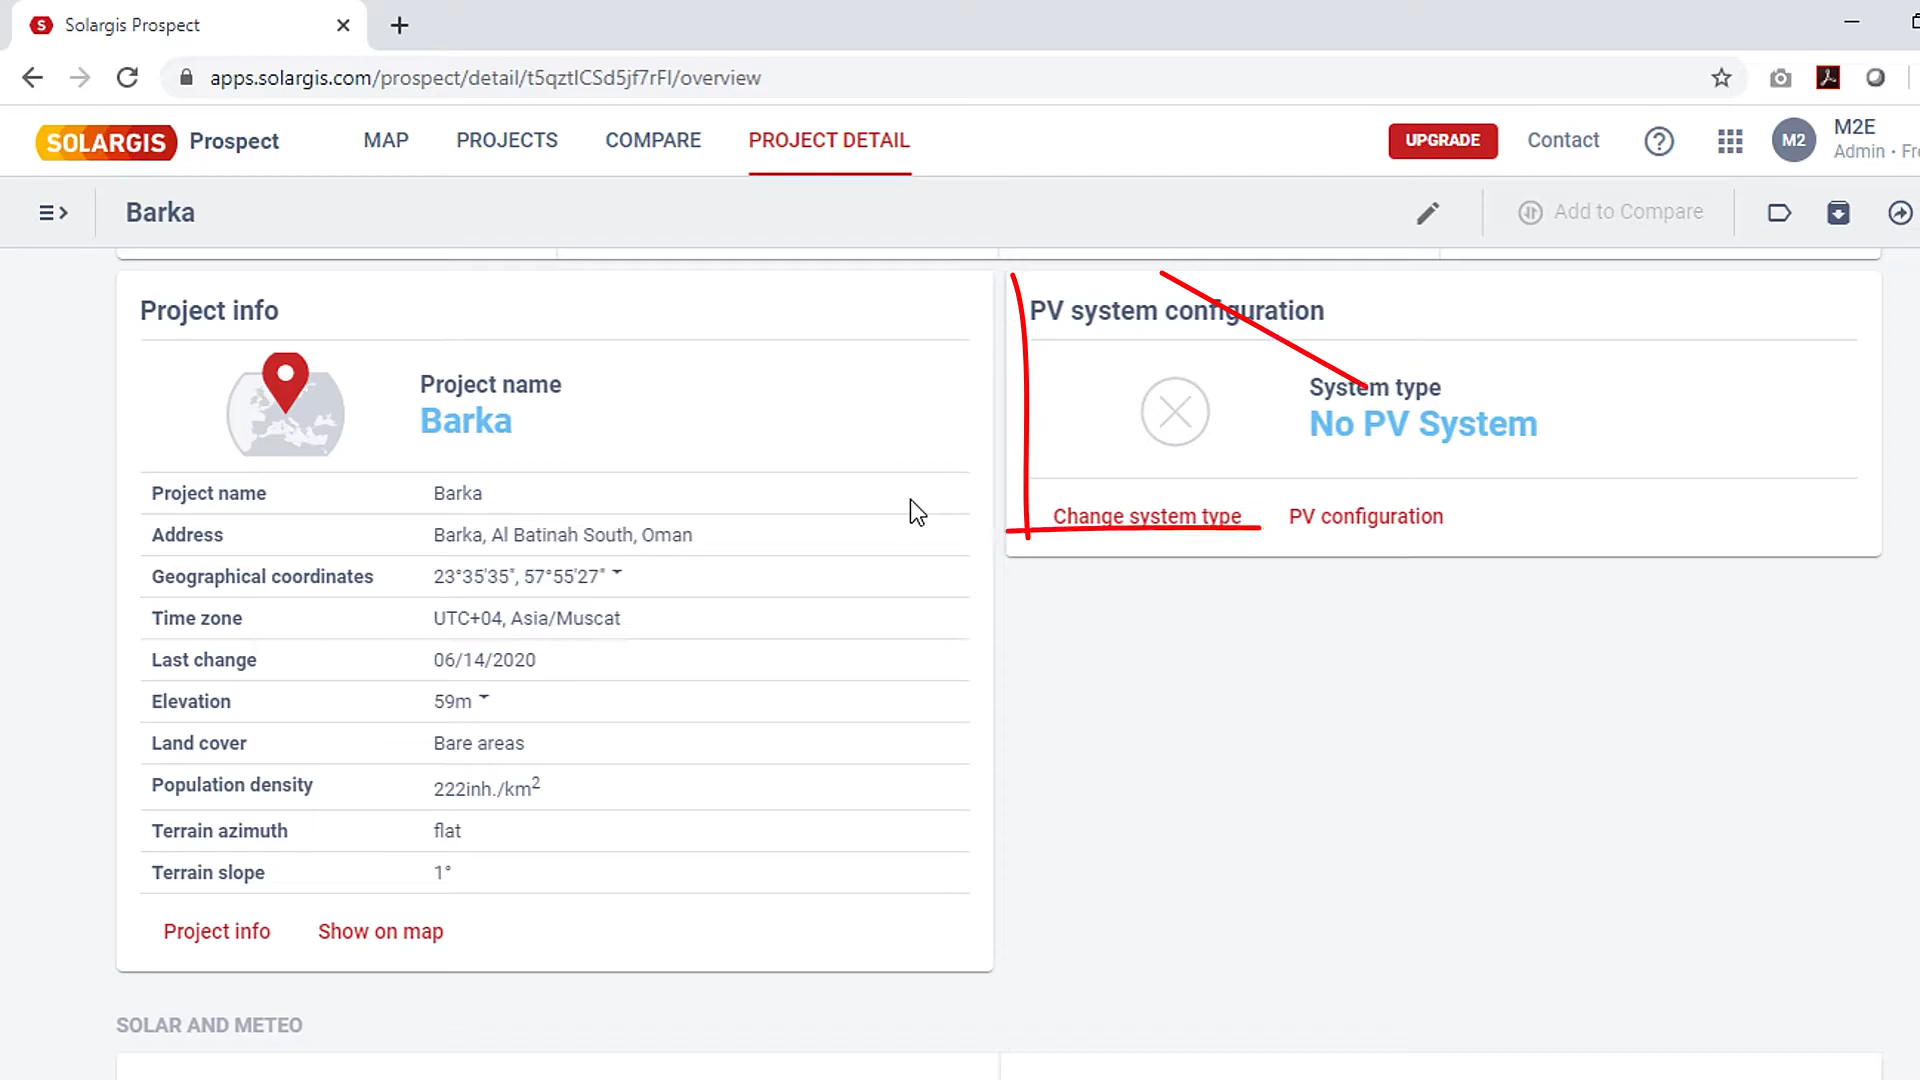 Solargis Prospect
apps.solargis.com/prospect/detail/t5qztlCSd5jf7rFl/overview
SOLARGIS Prospect MAP PROJECTS COMPARE PROJECT DETAIL UPGRADE Contact M2 M2E
Admin • Fre
Barka Add to Compare
Project info
Project name
Barka
Project name Barka
Address Barka, Al Batinah South, Oman
Geographical coordinates 23°35'35", 57°55'27"
Time zone UTC+04, Asia/Muscat
Last change 06/14/2020
Elevation 59m
Land cover Bare areas
Population density 222inh./km²
Terrain azimuth flat
Terrain slope 1°
Project info Show on map
PV system configuration
System type
No PV System
Change system type PV configuration
SOLAR AND METEO